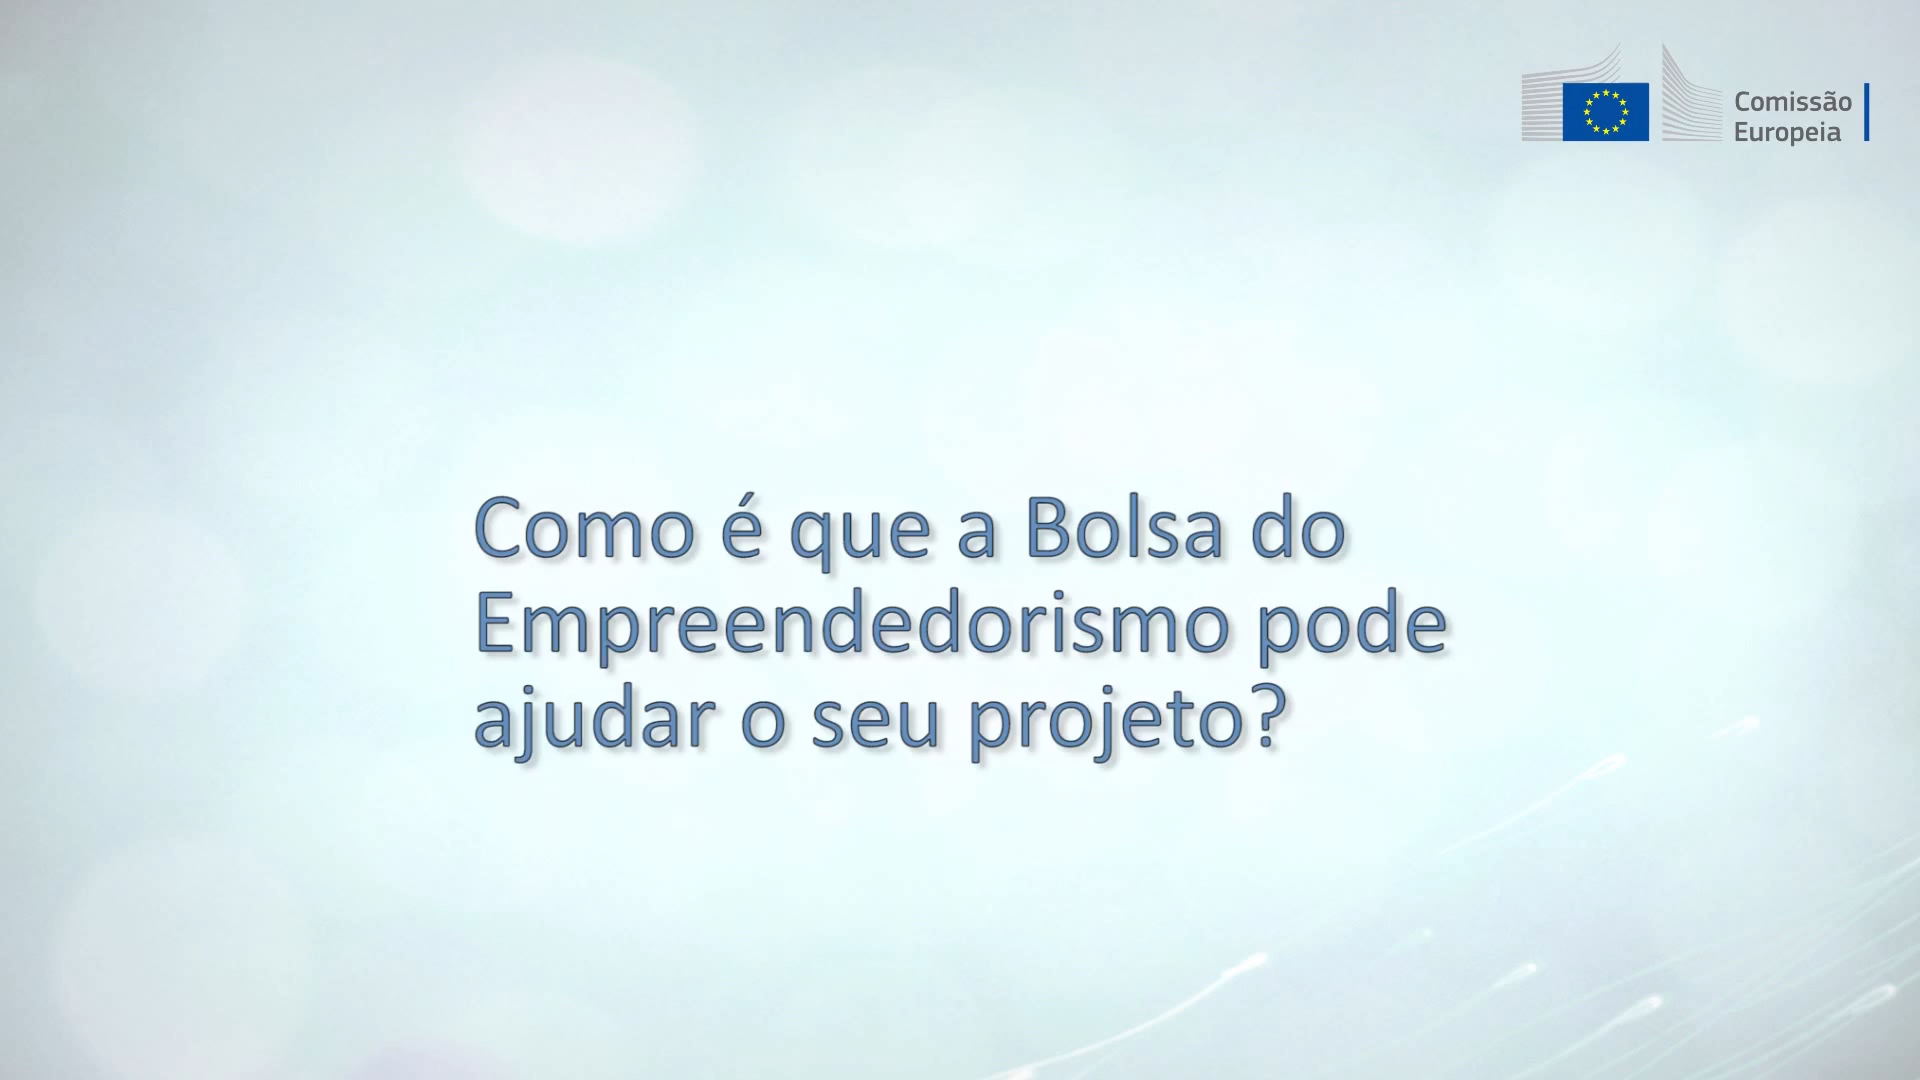 Comissão
Europeia
Como é que a Bolsa do
Empreendedorismo pode
ajudar o seu projeto?